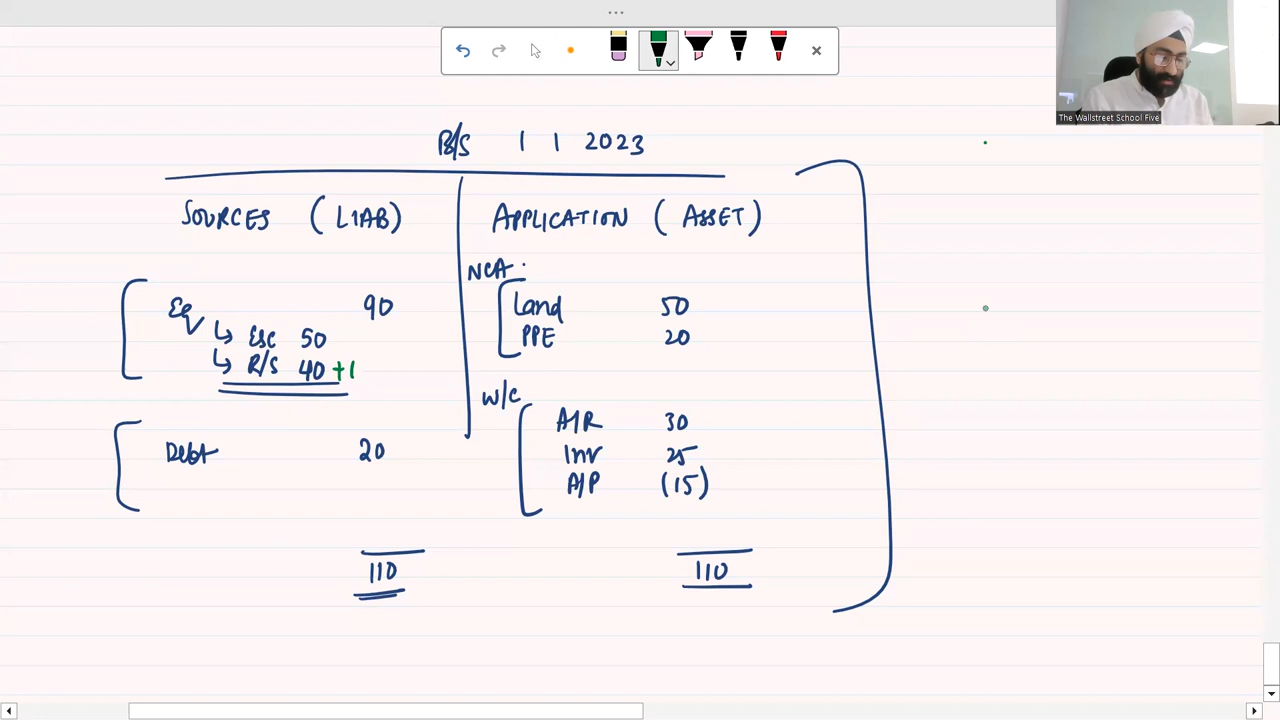 The Wallstreet School Five
B/S 1 1 2023
SOURCES (LIAB)
APPLICATION (ASSET)
NCA
Eq 90
↳ ESC 50
↳ R/S 40 +1
Debt 20
110
Land 50
PPE 20
W/C
A/R 30
Inv 25
A/P (15)
110